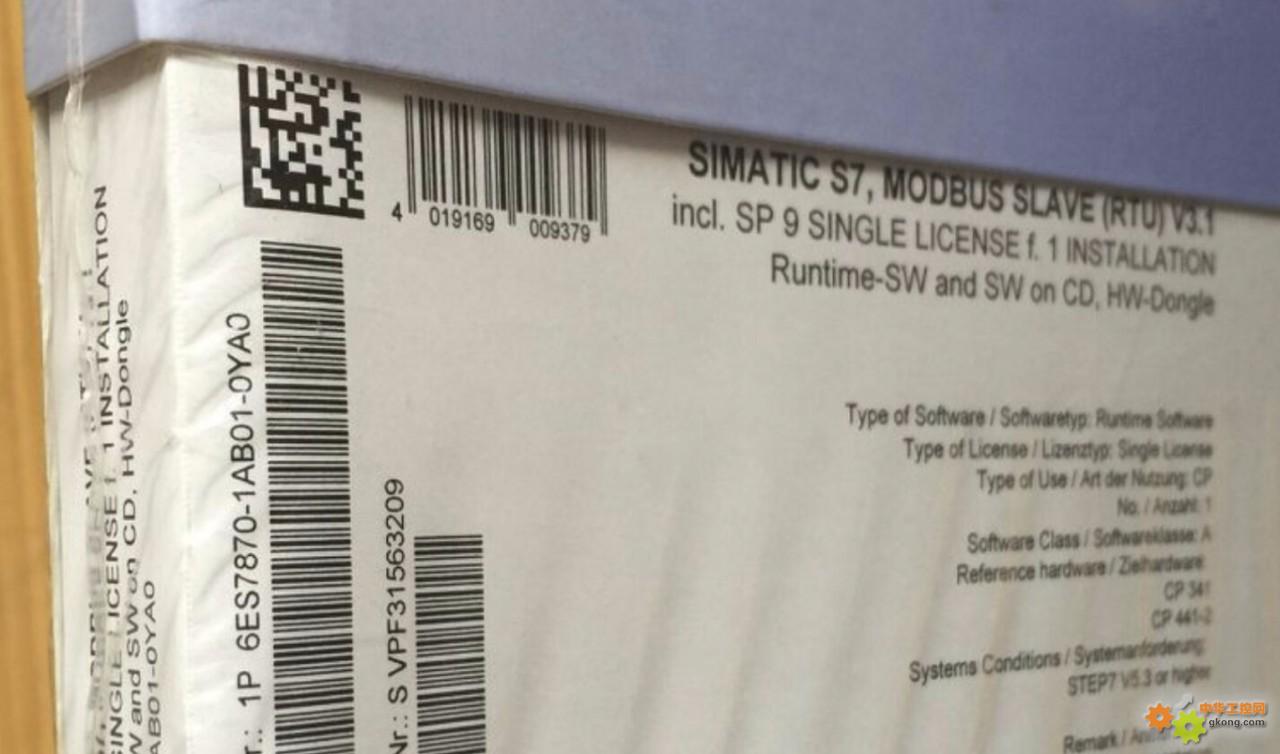 SIMATIC S7, MODBUS SLAVE (RTU) V3.1
incl. SP 9 SINGLE LICENSE f. 1 INSTALLATION
Runtime-SW and SW on CD, HW-Dongle
4 019169 009379
1P 6ES7870-1AB01-0YA0
Nr.: S VPF31563209
Type of Software / Softwaretyp: Runtime Software
Type of License / Lizenztyp: Single License
Type of Use / Art der Nutzung: CP
No. / Anzahl: 1
Software Class / Softwareklasse: A
Reference hardware / Zielhardware:
CP 341
CP 441-2
Systems Conditions / Systemanforderung:
STEP7 V5.3 or higher
Remark /
SINGLE LICENSE f. 1 INSTALLATION
W and SW on CD, HW-Dongle
AB01-0YA0
中华工控网
gkong.com